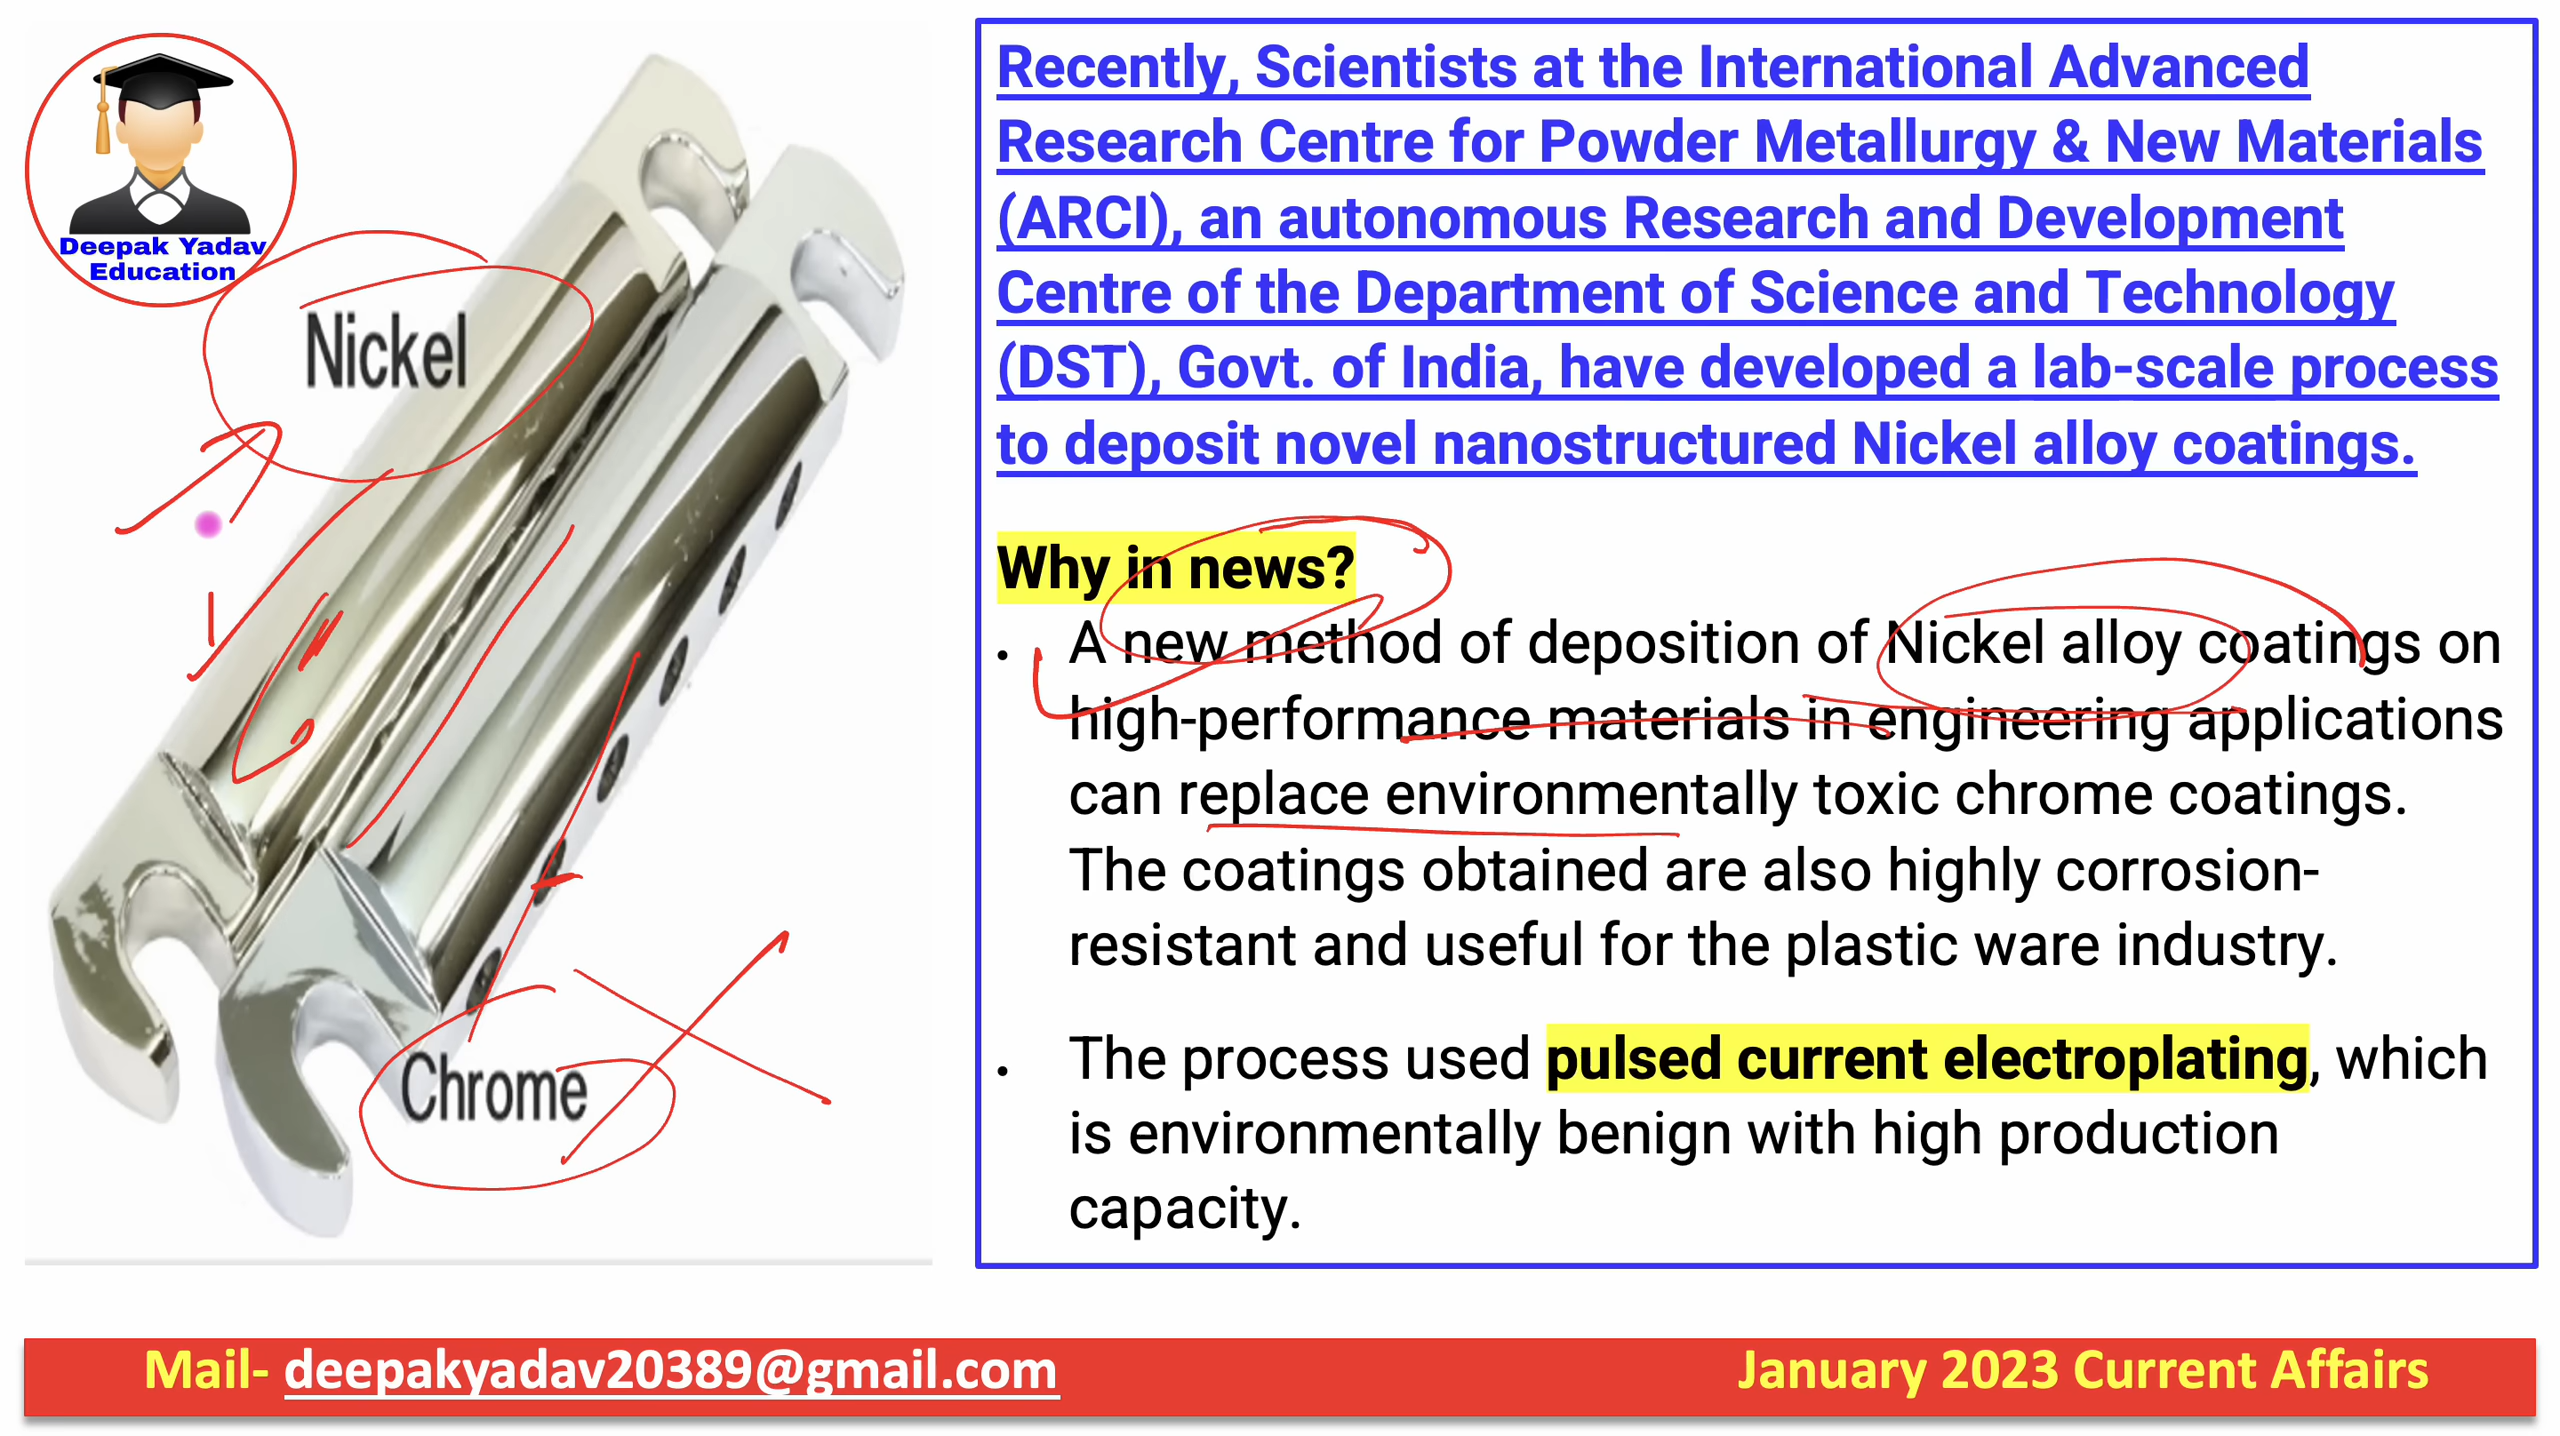 Deepak Yadav
Education
Nickel
Chrome
Recently, Scientists at the International Advanced
Research Centre for Powder Metallurgy & New Materials
(ARCI), an autonomous Research and Development
Centre of the Department of Science and Technology
(DST), Govt. of India, have developed a lab-scale process
to deposit novel nanostructured Nickel alloy coatings.
Why in news?
• A new method of deposition of Nickel alloy coatings on
high-performance materials in engineering applications
can replace environmentally toxic chrome coatings.
The coatings obtained are also highly corrosion-
resistant and useful for the plastic ware industry.
• The process used pulsed current electroplating, which
is environmentally benign with high production
capacity.
Mail- deepakyadav20389@gmail.com
January 2023 Current Affairs